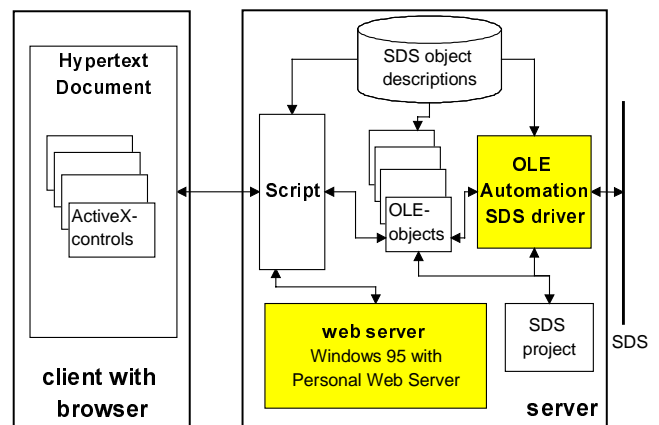 Hypertext
Document
ActiveX-
controls
client with
browser
SDS object
descriptions
Script
OLE-
objects
OLE
Automation
SDS driver
web server
Windows 95 with
Personal Web Server
SDS
project
SDS
server